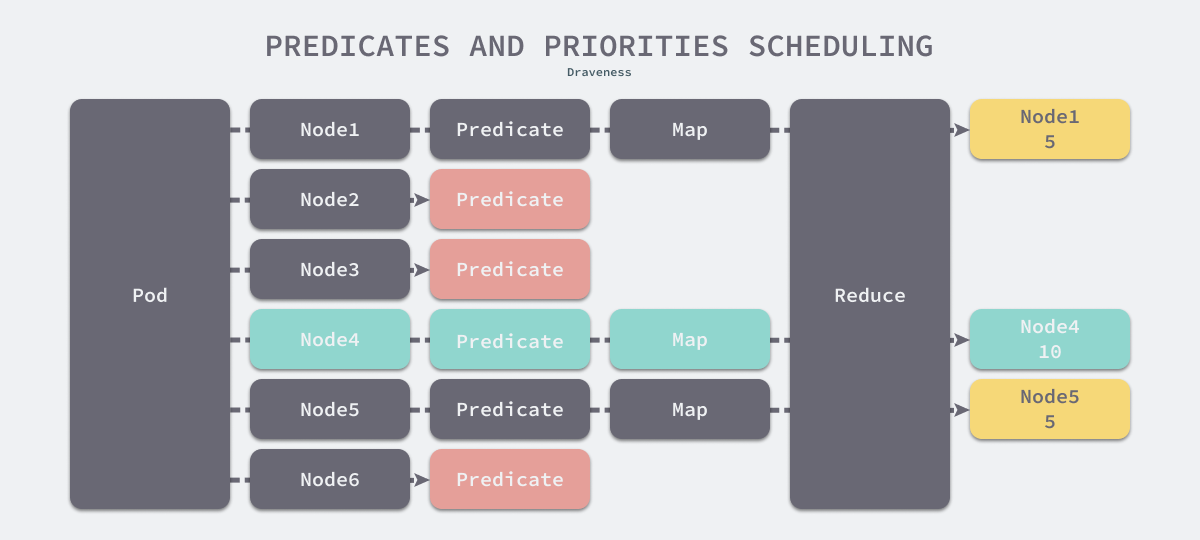 PREDICATES AND PRIORITIES SCHEDULING
Draveness
Pod
Node1
Predicate
Map
Node2
Predicate
Node3
Predicate
Node4
Predicate
Map
Node5
Predicate
Map
Node6
Predicate
Reduce
Node1
5
Node4
10
Node5
5